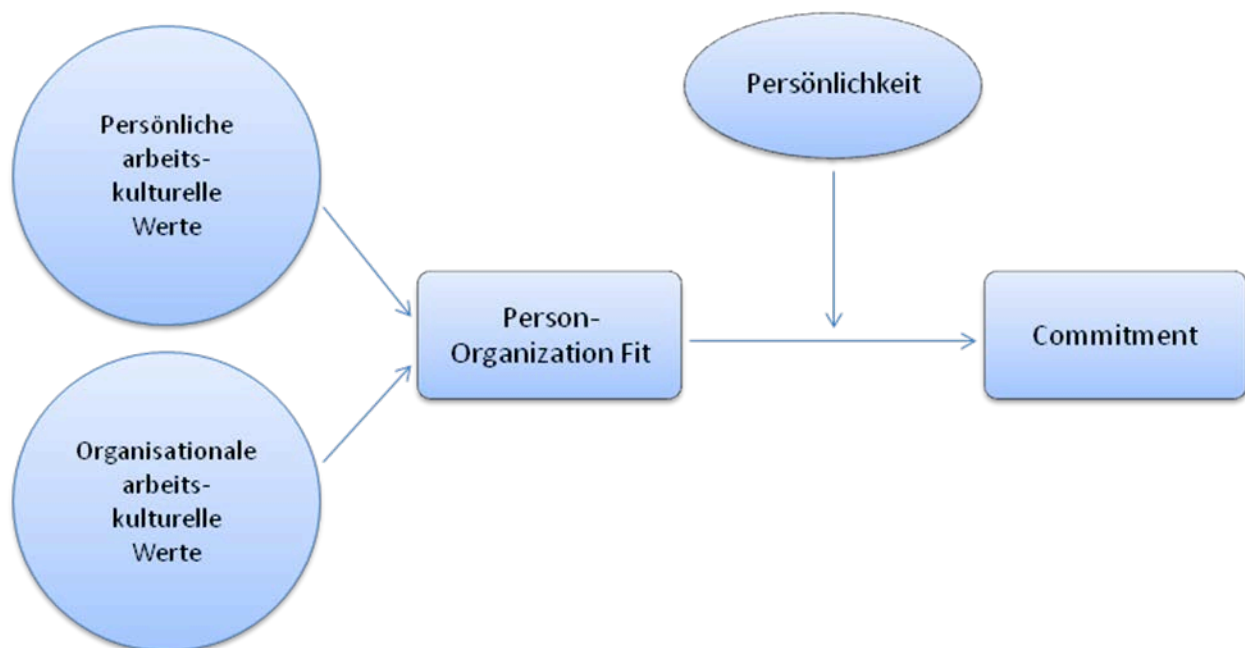 Persönliche
arbeits-
kulturelle
Werte
Persönlichkeit
Person-
Organization Fit
Commitment
Organisationale
arbeits-
kulturelle
Werte